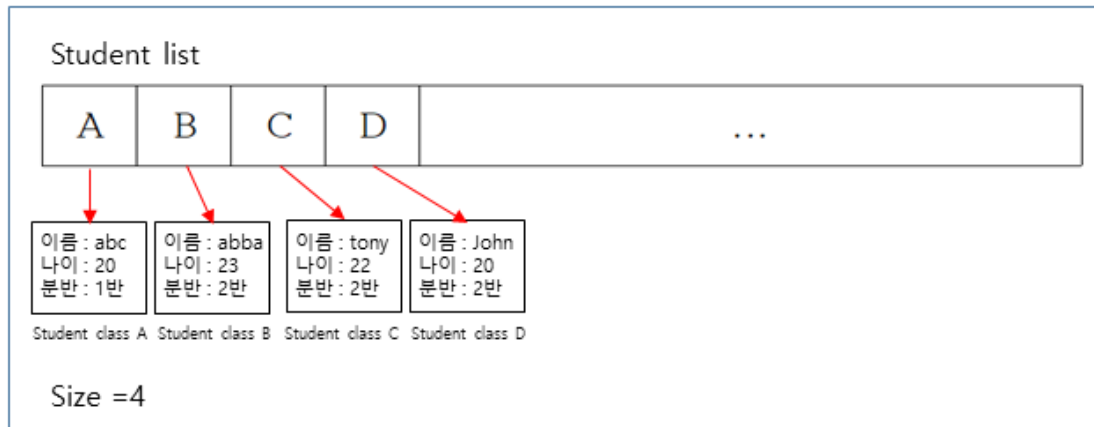 Student list
A B C D ...
이름 : abc 이름 : abba 이름 : tony 이름 : John
나이 : 20 나이 : 23 나이 : 22 나이 : 20
분반 : 1반 분반 : 2반 분반 : 2반 분반 : 2반
Student class A Student class B Student class C Student class D
Size =4